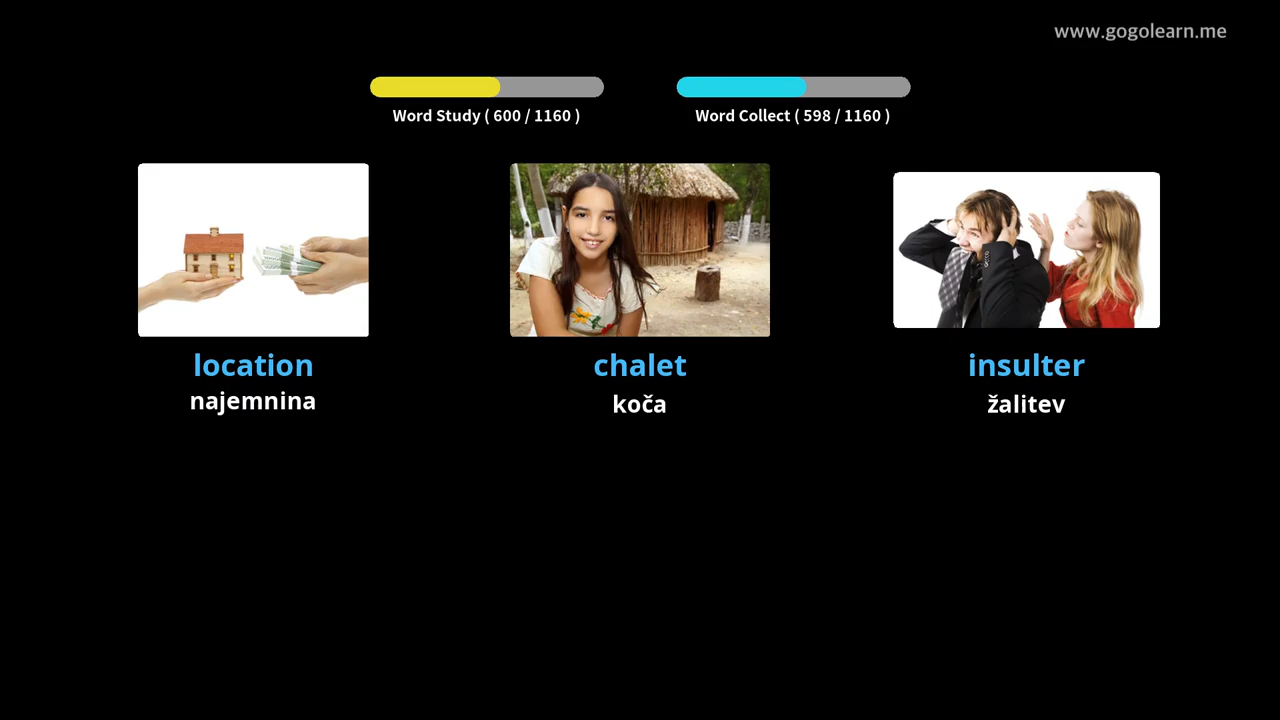 www.gogolearn.me
Word Study ( 600 / 1160 )
Word Collect ( 598 / 1160 )
location
chalet
insulter
najemnina
koča
žalitev